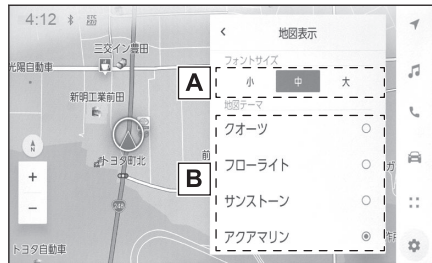 4:12
三交イン豊田
光陽自動車
新明工業前田
トヨタ町北
248
N
+
−
トヨタ自動車
前
ガ
地図表示
フォントサイズ
A
小 中 大
地図テーマ
クオーツ
フローライト
B
サンストーン
アクアマリン